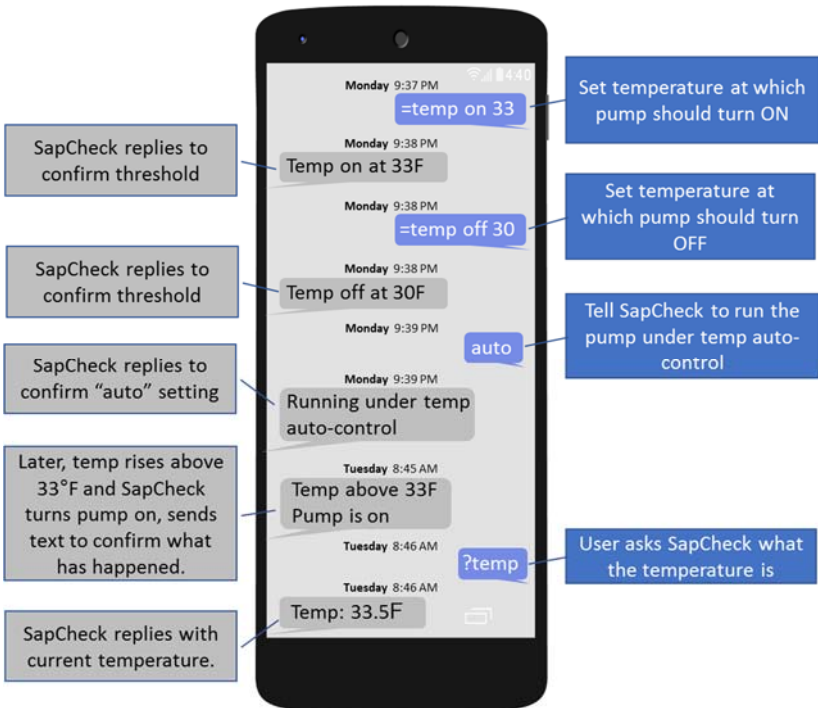 4:40
Monday 9:37 PM
=temp on 33
Set temperature at which
pump should turn ON
Monday 9:38 PM
Temp on at 33F
SapCheck replies to
confirm threshold
Monday 9:38 PM
=temp off 30
Set temperature at
which pump should turn
OFF
Monday 9:38 PM
Temp off at 30F
SapCheck replies to
confirm threshold
Monday 9:39 PM
auto
Tell SapCheck to run the
pump under temp auto-
control
Monday 9:39 PM
Running under temp
auto-control
SapCheck replies to
confirm “auto” setting
Tuesday 8:45 AM
Temp above 33F
Pump is on
Later, temp rises above
33°F and SapCheck
turns pump on, sends
text to confirm what
has happened.
Tuesday 8:46 AM
?temp
User asks SapCheck what
the temperature is
Tuesday 8:46 AM
Temp: 33.5F
SapCheck replies with
current temperature.